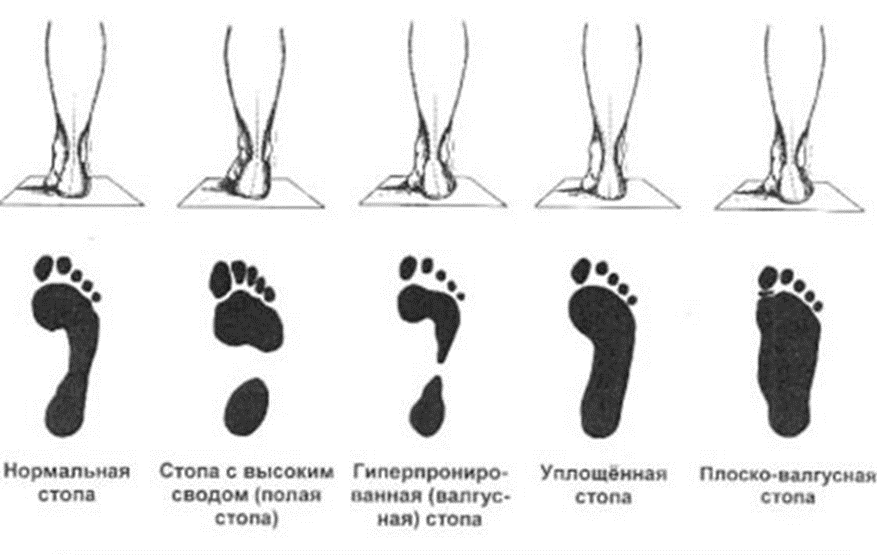 Нормальная
стопа
Стопа с высоким
сводом (полая
стопа)
Гиперпрониро-
ванная (валгус-
ная) стопа
Уплощённая
стопа
Плоско-валгусная
стопа